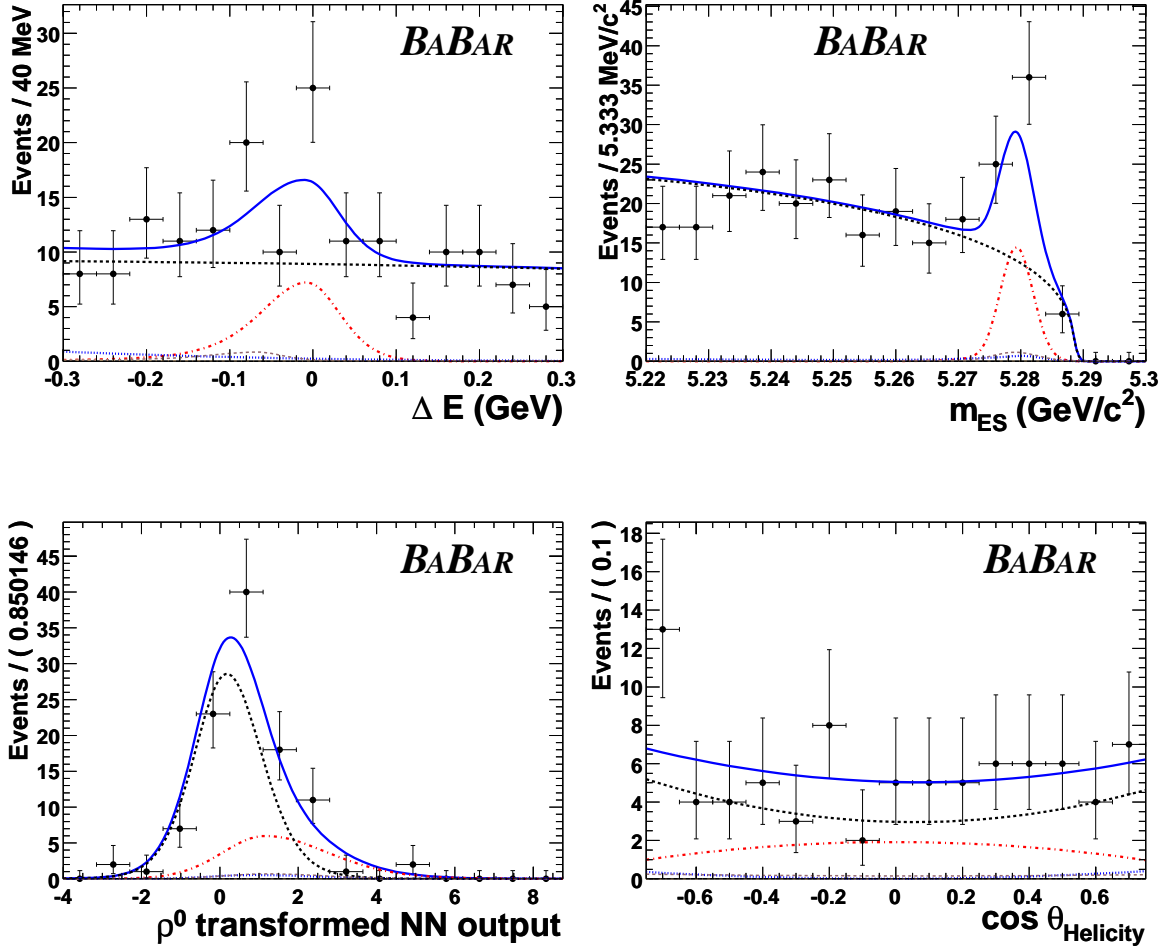 BABAR
Events / 40 MeV
30
25
20
15
10
5
0
-0.3 -0.2 -0.1 0 0.1 0.2 0.3
Δ E (GeV)
BABAR
Events / 5.333 MeV/c²
45
40
35
30
25
20
15
10
5
0
5.22 5.23 5.24 5.25 5.26 5.27 5.28 5.29 5.3
m_ES (GeV/c²)
BABAR
Events / ( 0.850146 )
45
40
35
30
25
20
15
10
5
0
-4 -2 0 2 4 6 8
ρ⁰ transformed NN output
BABAR
Events / ( 0.1 )
18
16
14
12
10
8
6
4
2
0
-0.6 -0.4 -0.2 0 0.2 0.4 0.6
cos θ_Helicity